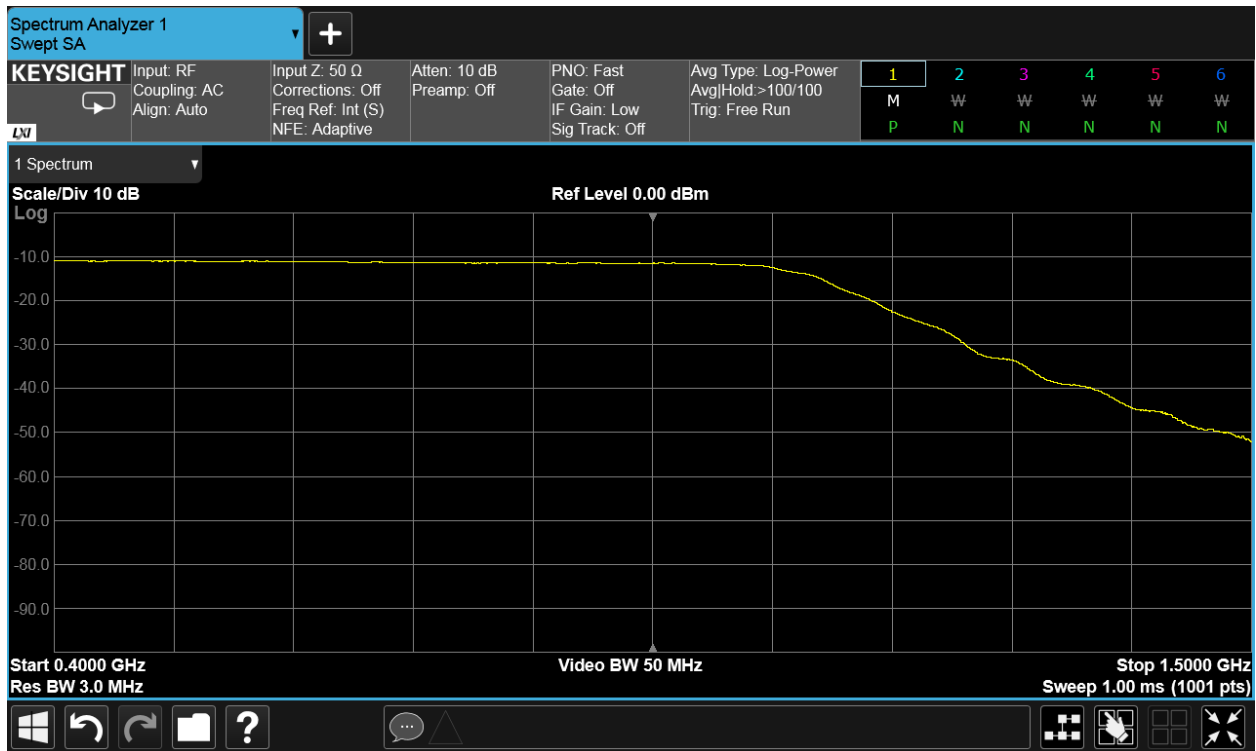 Spectrum Analyzer 1
Swept SA
KEYSIGHT
LXI
Input: RF
Coupling: AC
Align: Auto
Input Z: 50 Ω
Corrections: Off
Freq Ref: Int (S)
NFE: Adaptive
Atten: 10 dB
Preamp: Off
PNO: Fast
Gate: Off
IF Gain: Low
Sig Track: Off
Avg Type: Log-Power
Avg|Hold:>100/100
Trig: Free Run
1 2 3 4 5 6
M W W W W W
P N N N N N
1 Spectrum
Scale/Div 10 dB
Ref Level 0.00 dBm
Log
-10.0
-20.0
-30.0
-40.0
-50.0
-60.0
-70.0
-80.0
-90.0
Start 0.4000 GHz
Video BW 50 MHz
Stop 1.5000 GHz
Res BW 3.0 MHz
Sweep 1.00 ms (1001 pts)
?